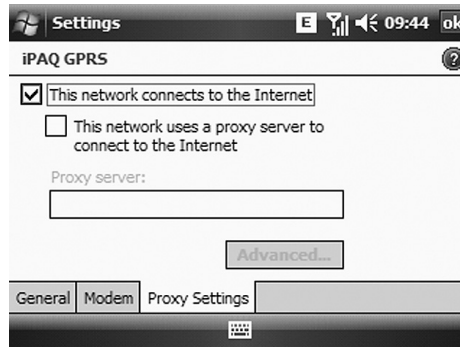 Settings E 09:44 ok
iPAQ GPRS ?
This network connects to the Internet
This network uses a proxy server to
connect to the Internet
Proxy server:
Advanced...
General Modem Proxy Settings